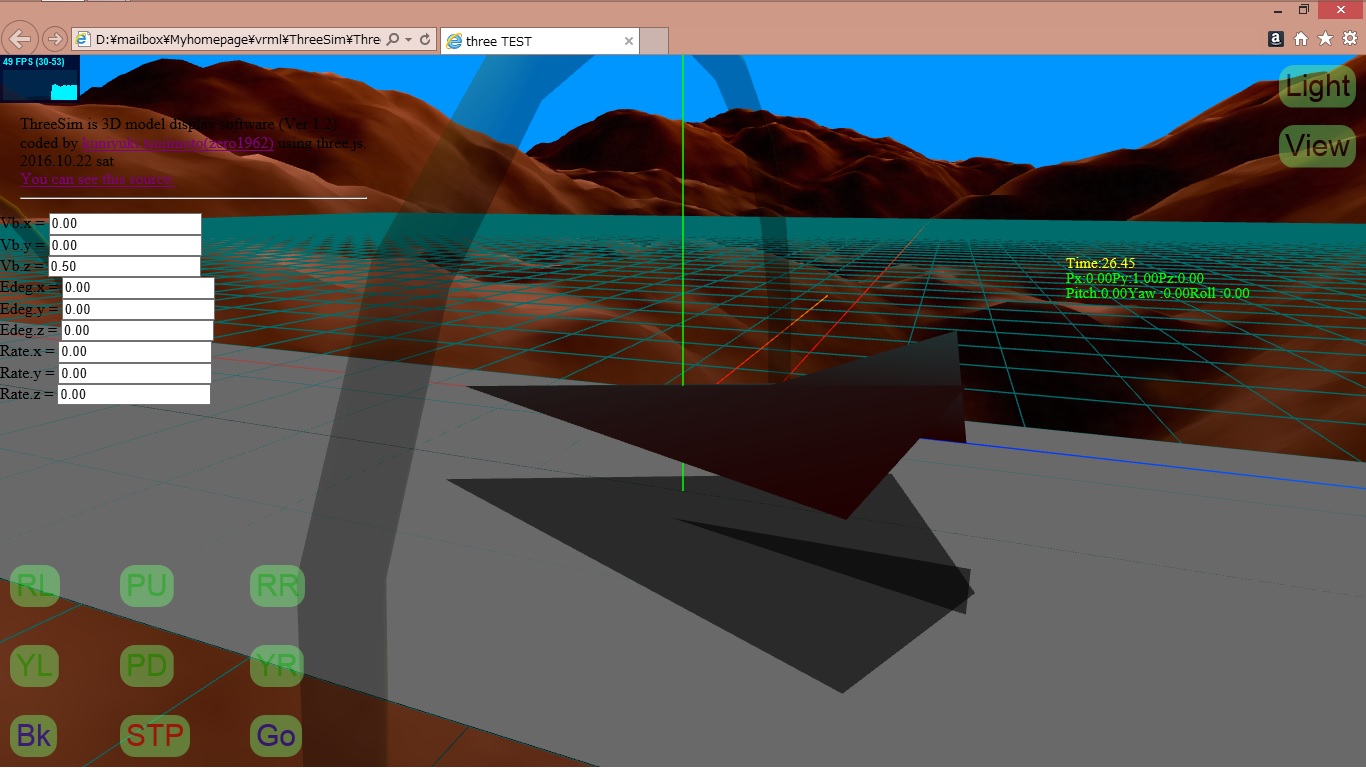 D:¥mailbox¥Myhomepage¥vrml¥ThreeSim¥Thre
three TEST
49 FPS (30-53)
Light
ThreeSim is 3D model display software (Ver 1.2)
coded by (zero1962) using three.js.
2016.10.22 sat
You can see this source.
View
Vb.x = 0.00
Vb.y = 0.00
Vb.z = 0.50
Edeg.x = 0.00
Edeg.y = 0.00
Edeg.z = 0.00
Rate.x = 0.00
Rate.y = 0.00
Rate.z = 0.00
Time:26.45
Px:0.00Py:1.00Pz:0.00
Pitch:0.00Yaw :0.00Roll :0.00
RL PU RR
YL PD YR
Bk STP Go